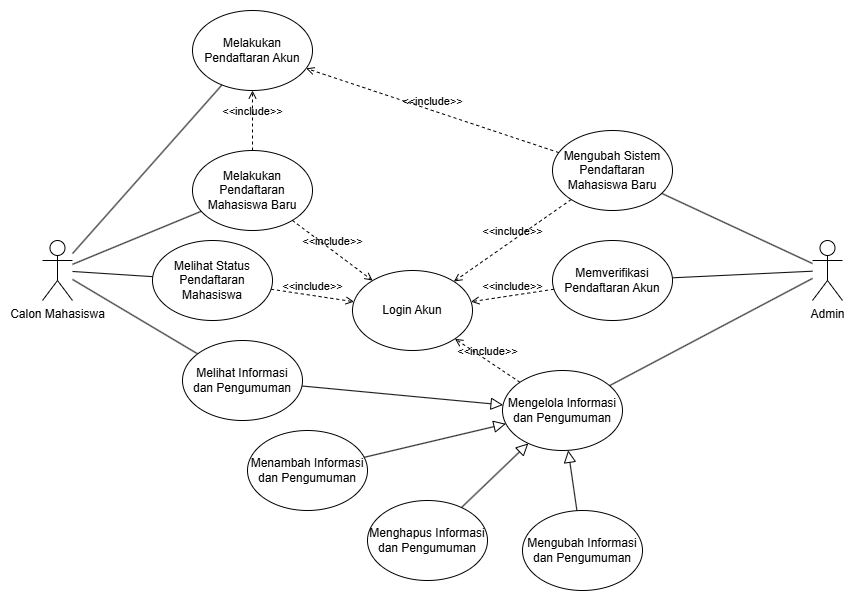 Melakukan
Pendaftaran Akun
<<include>>
<<include>>
Melakukan
Pendaftaran
Mahasiswa Baru
Mengubah Sistem
Pendaftaran
Mahasiswa Baru
<<include>>
<<include>>
Melihat Status
Pendaftaran
Mahasiswa
<<include>>
<<include>>
Memverifikasi
Pendaftaran Akun
Calon Mahasiswa
Login Akun
Admin
<<include>>
Melihat Informasi
dan Pengumuman
Mengelola Informasi
dan Pengumuman
Menambah Informasi
dan Pengumuman
Menghapus Informasi
dan Pengumuman
Mengubah Informasi
dan Pengumuman